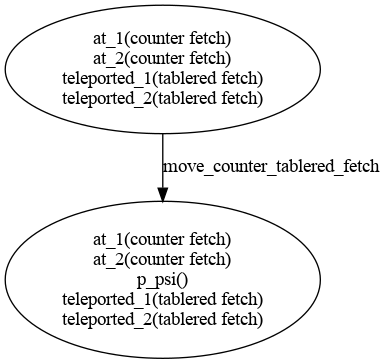 at_1(counter fetch)
at_2(counter fetch)
teleported_1(tablered fetch)
teleported_2(tablered fetch)
move_counter_tablered_fetch
at_1(counter fetch)
at_2(counter fetch)
p_psi()
teleported_1(tablered fetch)
teleported_2(tablered fetch)